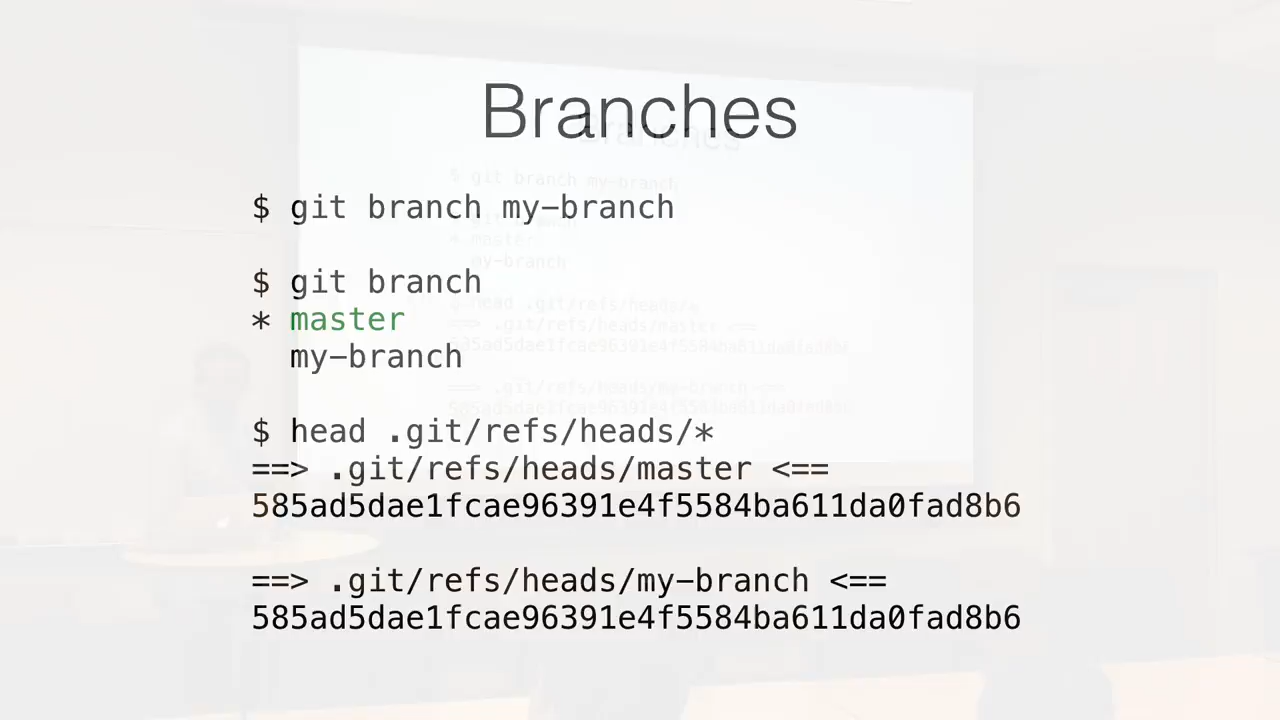 Branches
$ git branch my-branch
$ git branch
* master
my-branch
$ head .git/refs/heads/*
==> .git/refs/heads/master <==
585ad5dae1fcae96391e4f5584ba611da0fad8b6
==> .git/refs/heads/my-branch <==
585ad5dae1fcae96391e4f5584ba611da0fad8b6